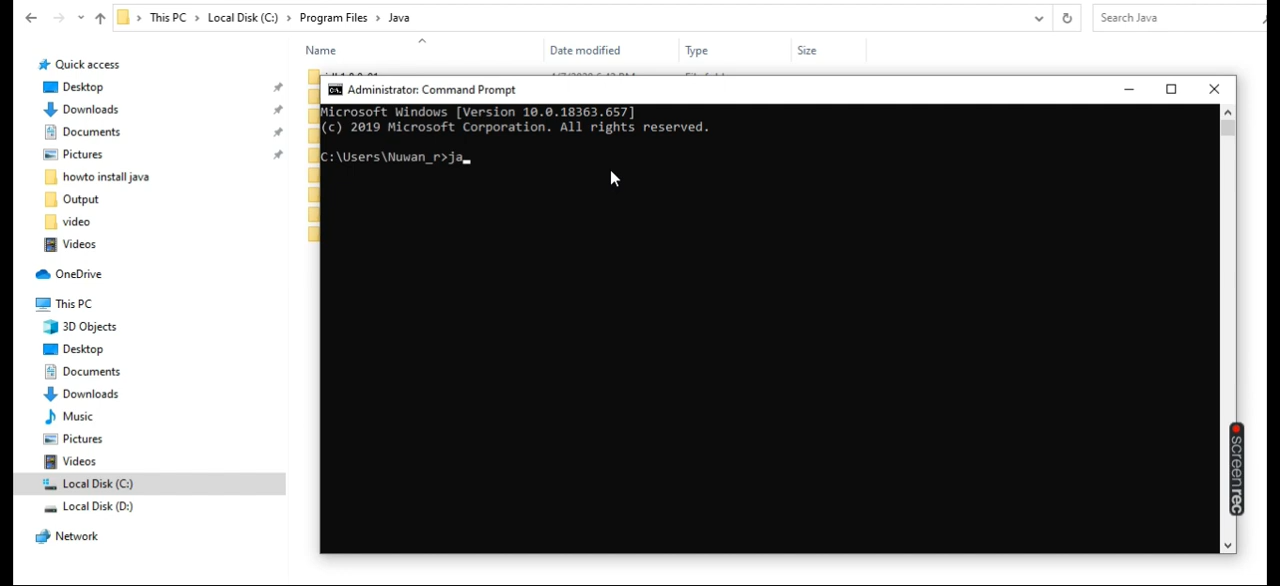 This PC > Local Disk (C:) > Program Files > Java
Search Java
Name Date modified Type Size
Quick access
Desktop
Downloads
Documents
Pictures
howto install java
Output
video
Videos
OneDrive
This PC
3D Objects
Desktop
Documents
Downloads
Music
Pictures
Videos
Local Disk (C:)
Local Disk (D:)
Network
Administrator: Command Prompt
Microsoft Windows [Version 10.0.18363.657]
(c) 2019 Microsoft Corporation. All rights reserved.
C:\Users\Nuwan_r>ja_
screenrec